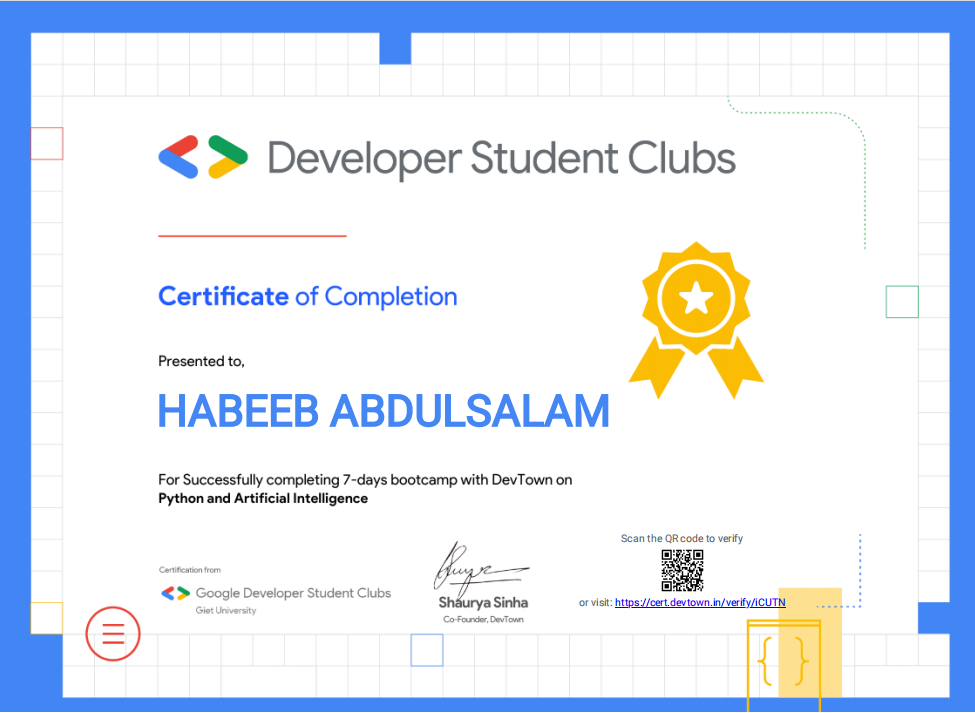 Developer Student Clubs
Certificate of Completion
Presented to,
HABEEB ABDULSALAM
For Successfully completing 7-days bootcamp with DevTown on
Python and Artificial Intelligence
Certification from
Google Developer Student Clubs
Giet University
Shaurya Sinha
Co-Founder, DevTown
Scan the QR code to verify
or visit: https://cert.devtown.in/verify/iCUTN
{ }